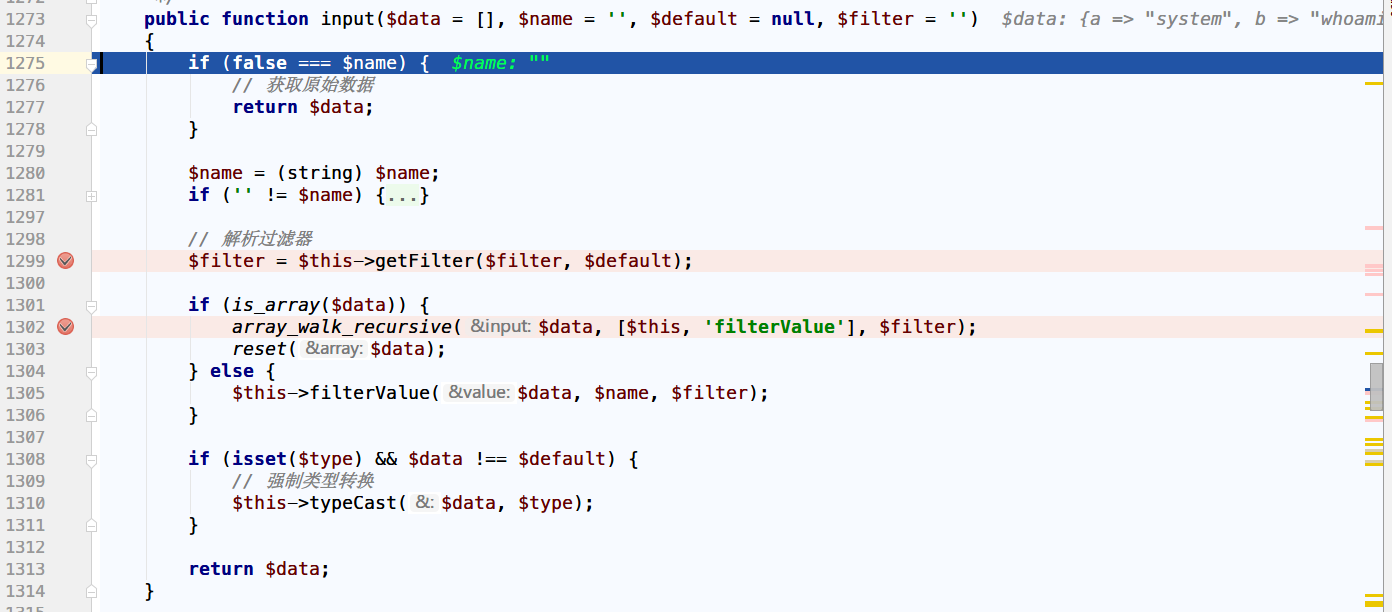 1273 public function input($data = [], $name = '', $default = null, $filter = '') $data: {a => "system", b => "whoami
1274 {
1275 if (false === $name) { $name: ""
1276 // 获取原始数据
1277 return $data;
1278 }
1279
1280 $name = (string) $name;
1281 if ('' != $name) {...}
1297
1298 // 解析过滤器
1299 $filter = $this->getFilter($filter, $default);
1300
1301 if (is_array($data)) {
1302 array_walk_recursive( &input: $data, [$this, 'filterValue'], $filter);
1303 reset( &array: $data);
1304 } else {
1305 $this->filterValue( &value: $data, $name, $filter);
1306 }
1307
1308 if (isset($type) && $data !== $default) {
1309 // 强制类型转换
1310 $this->typeCast( &: $data, $type);
1311 }
1312
1313 return $data;
1314 }